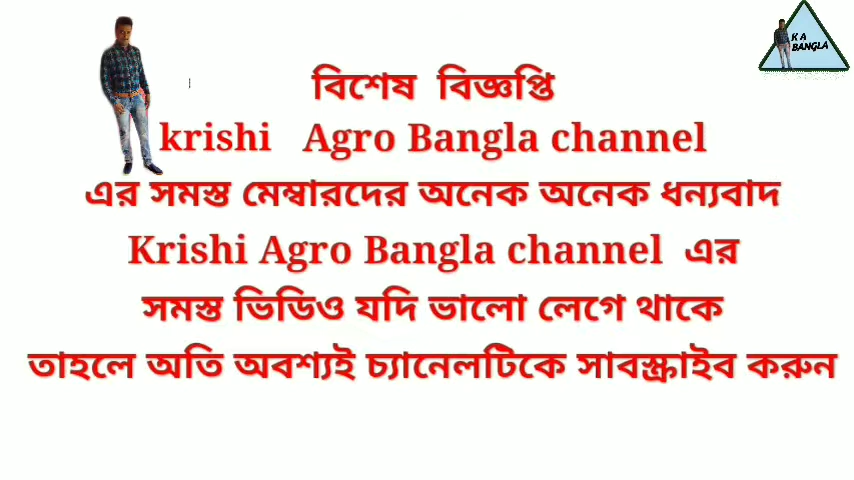 বিশেষ বিজ্ঞপ্তি
krishi Agro Bangla channel
এর সমস্ত মেম্বারদের অনেক অনেক ধন্যবাদ
Krishi Agro Bangla channel এর
সমস্ত ভিডিও যদি ভালো লেগে থাকে
তাহলে অতি অবশ্যই চ্যানেলটিকে সাবস্ক্রাইব করুন
K A
BANGLA